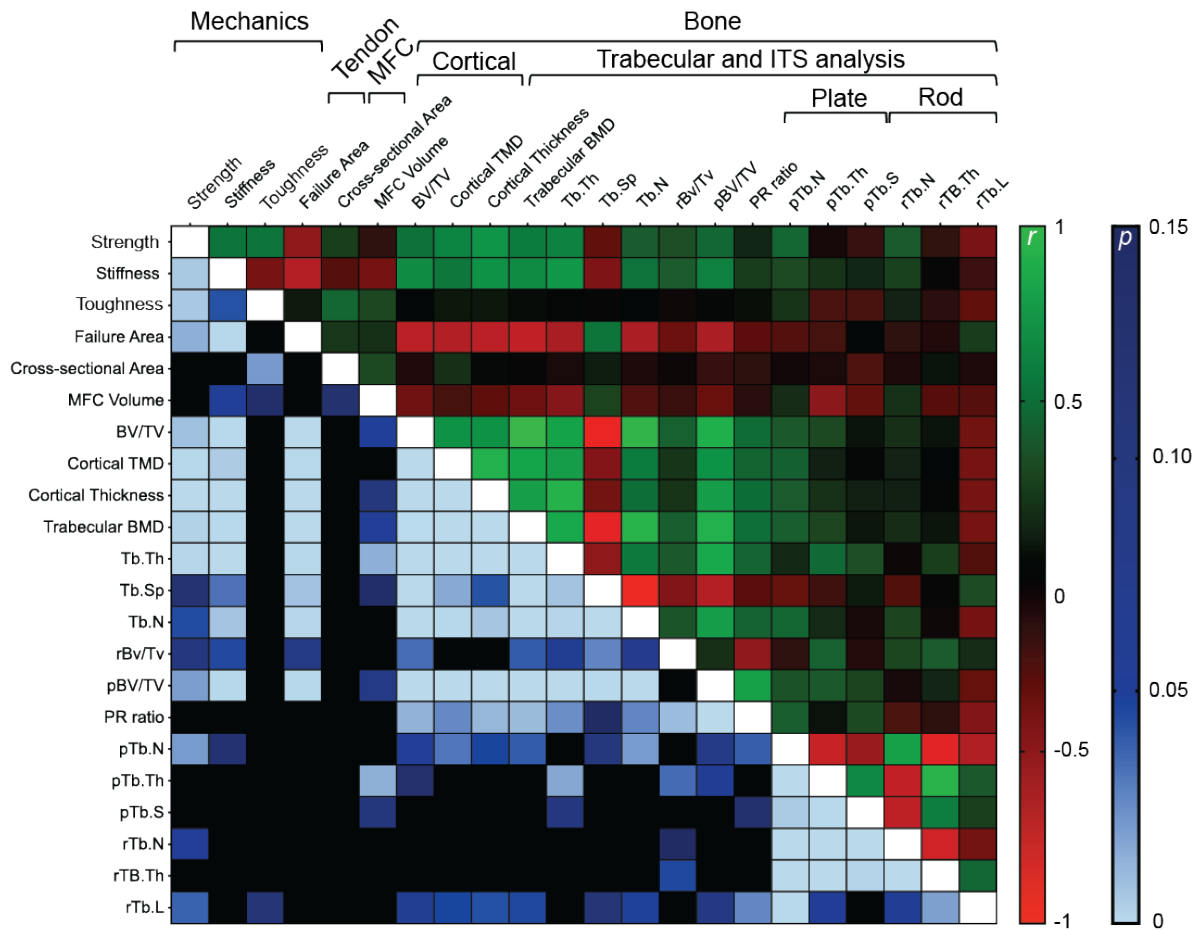 Mechanics
Tendon
MFC
Bone
Cortical
Trabecular and ITS analysis
Plate
Rod
Strength
Stiffness
Toughness
Failure Area
Cross-sectional Area
MFC Volume
BV/TV
Cortical TMD
Cortical Thickness
Trabecular BMD
Tb.Th
Tb.Sp
Tb.N
rBv/Tv
pBV/TV
PR ratio
pTb.N
pTb.Th
pTb.S
rTb.N
rTB.Th
rTb.L
Strength
Stiffness
Toughness
Failure Area
Cross-sectional Area
MFC Volume
BV/TV
Cortical TMD
Cortical Thickness
Trabecular BMD
Tb.Th
Tb.Sp
Tb.N
rBv/Tv
pBV/TV
PR ratio
pTb.N
pTb.Th
pTb.S
rTb.N
rTB.Th
rTb.L
r
1
0.5
0
-0.5
-1
p
0.15
0.10
0.05
0